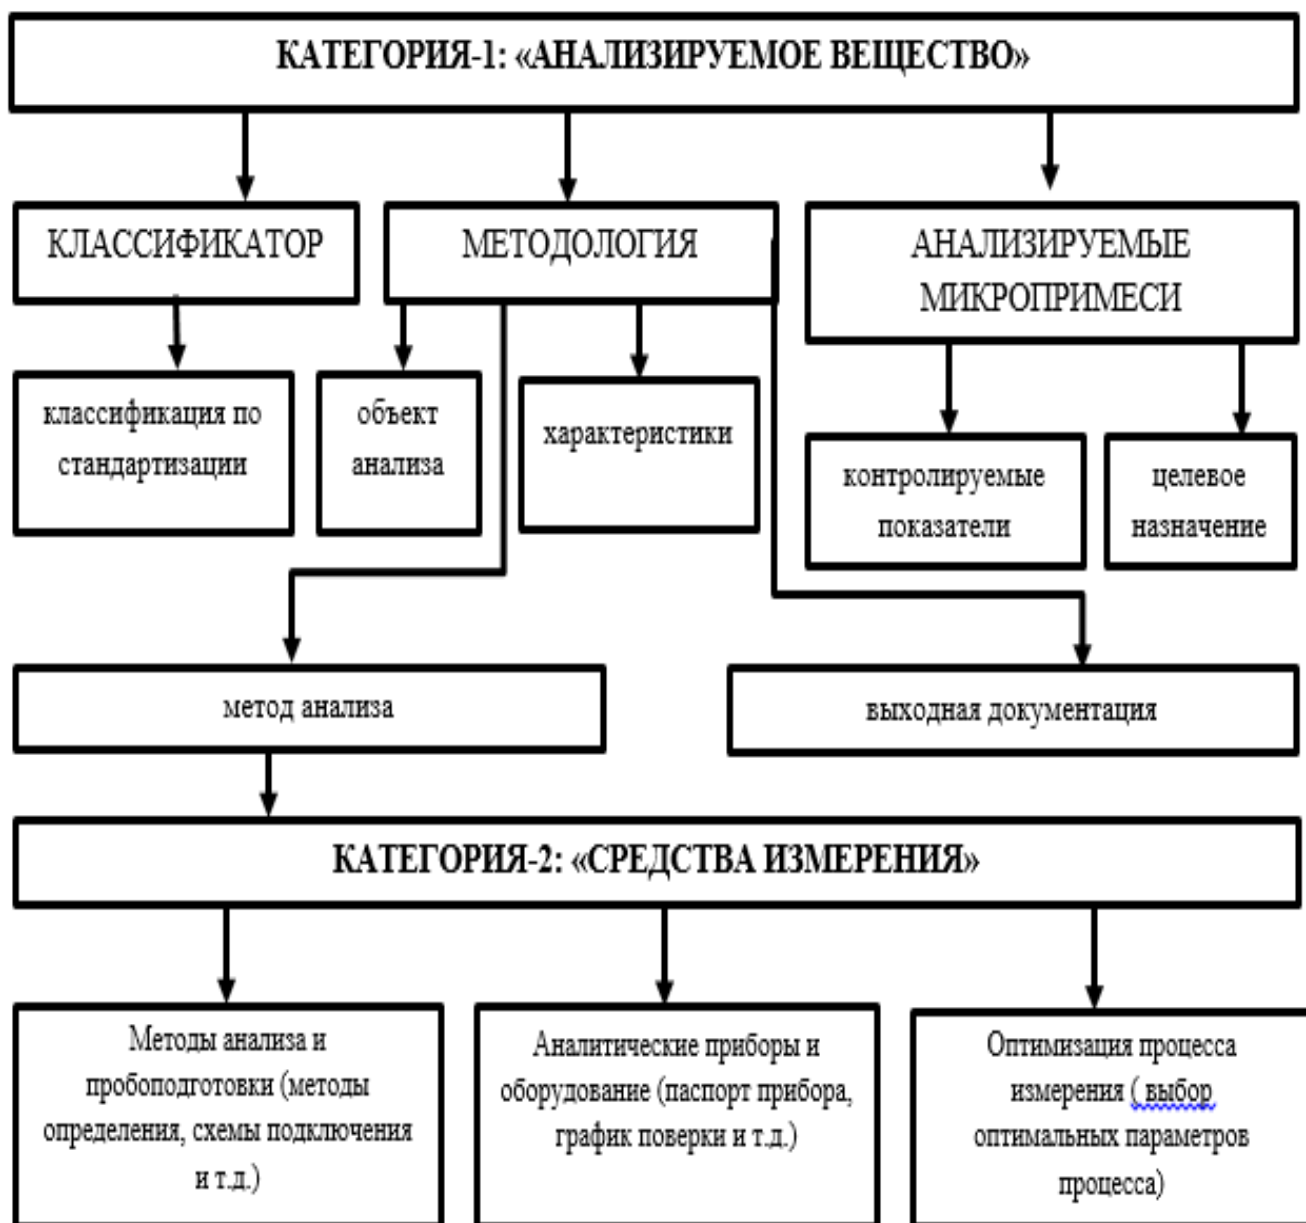 КАТЕГОРИЯ-1: «АНАЛИЗИРУЕМОЕ ВЕЩЕСТВО»
КЛАССИФИКАТОР
МЕТОДОЛОГИЯ
АНАЛИЗИРУЕМЫЕ
МИКРОПРИМЕСИ
классификация по
стандартизации
объект
анализа
характеристики
контролируемые
показатели
целевое
назначение
метод анализа
выходная документация
КАТЕГОРИЯ-2: «СРЕДСТВА ИЗМЕРЕНИЯ»
Методы анализа и
пробоподготовки (методы
определения, схемы подключения
и т.д.)
Аналитические приборы и
оборудование (паспорт прибора,
график поверки и т.д.)
Оптимизация процесса
измерения ( выбор
оптимальных параметров
процесса)